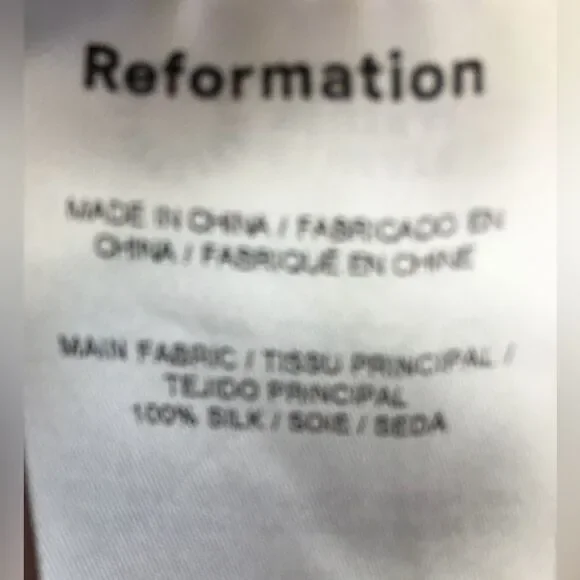 Reformation
MADE IN CHINA / FABRICADO EN
CHINA / FABRIQUÉ EN CHINE
MAIN FABRIC / TISSU PRINCIPAL /
TEJIDO PRINCIPAL
100% SILK / SOIE / SEDA